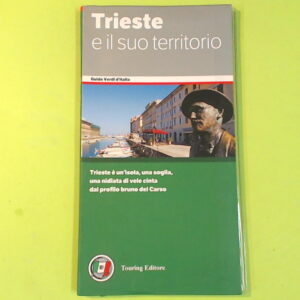 Trieste
e il suo territorio
Guide Verdi d'Italia
Trieste è un'isola, una soglia,
una nidiata di vele cinta
dal profilo bruno del Carso
Touring Editore